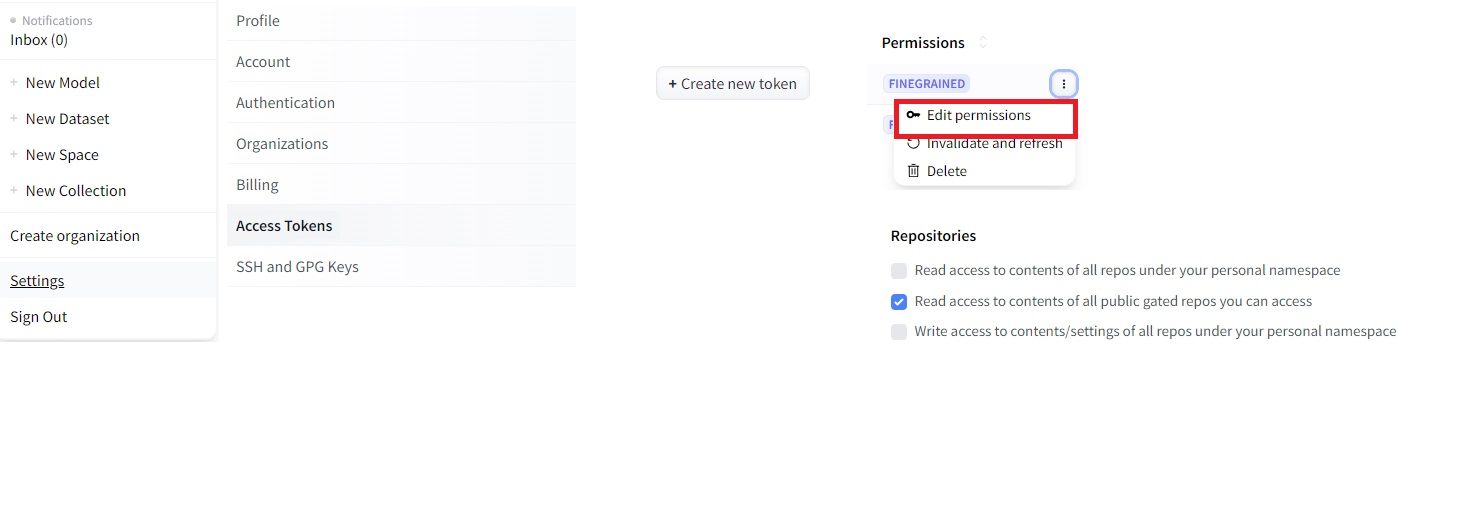 Notifications
Inbox (0)
+ New Model
+ New Dataset
+ New Space
+ New Collection
Create organization
Settings
Sign Out
Profile
Account
Authentication
Organizations
Billing
Access Tokens
SSH and GPG Keys
+ Create new token
Permissions
FINEGRAINED
Edit permissions
Invalidate and refresh
Delete
Repositories
Read access to contents of all repos under your personal namespace
Read access to contents of all public gated repos you can access
Write access to contents/settings of all repos under your personal namespace